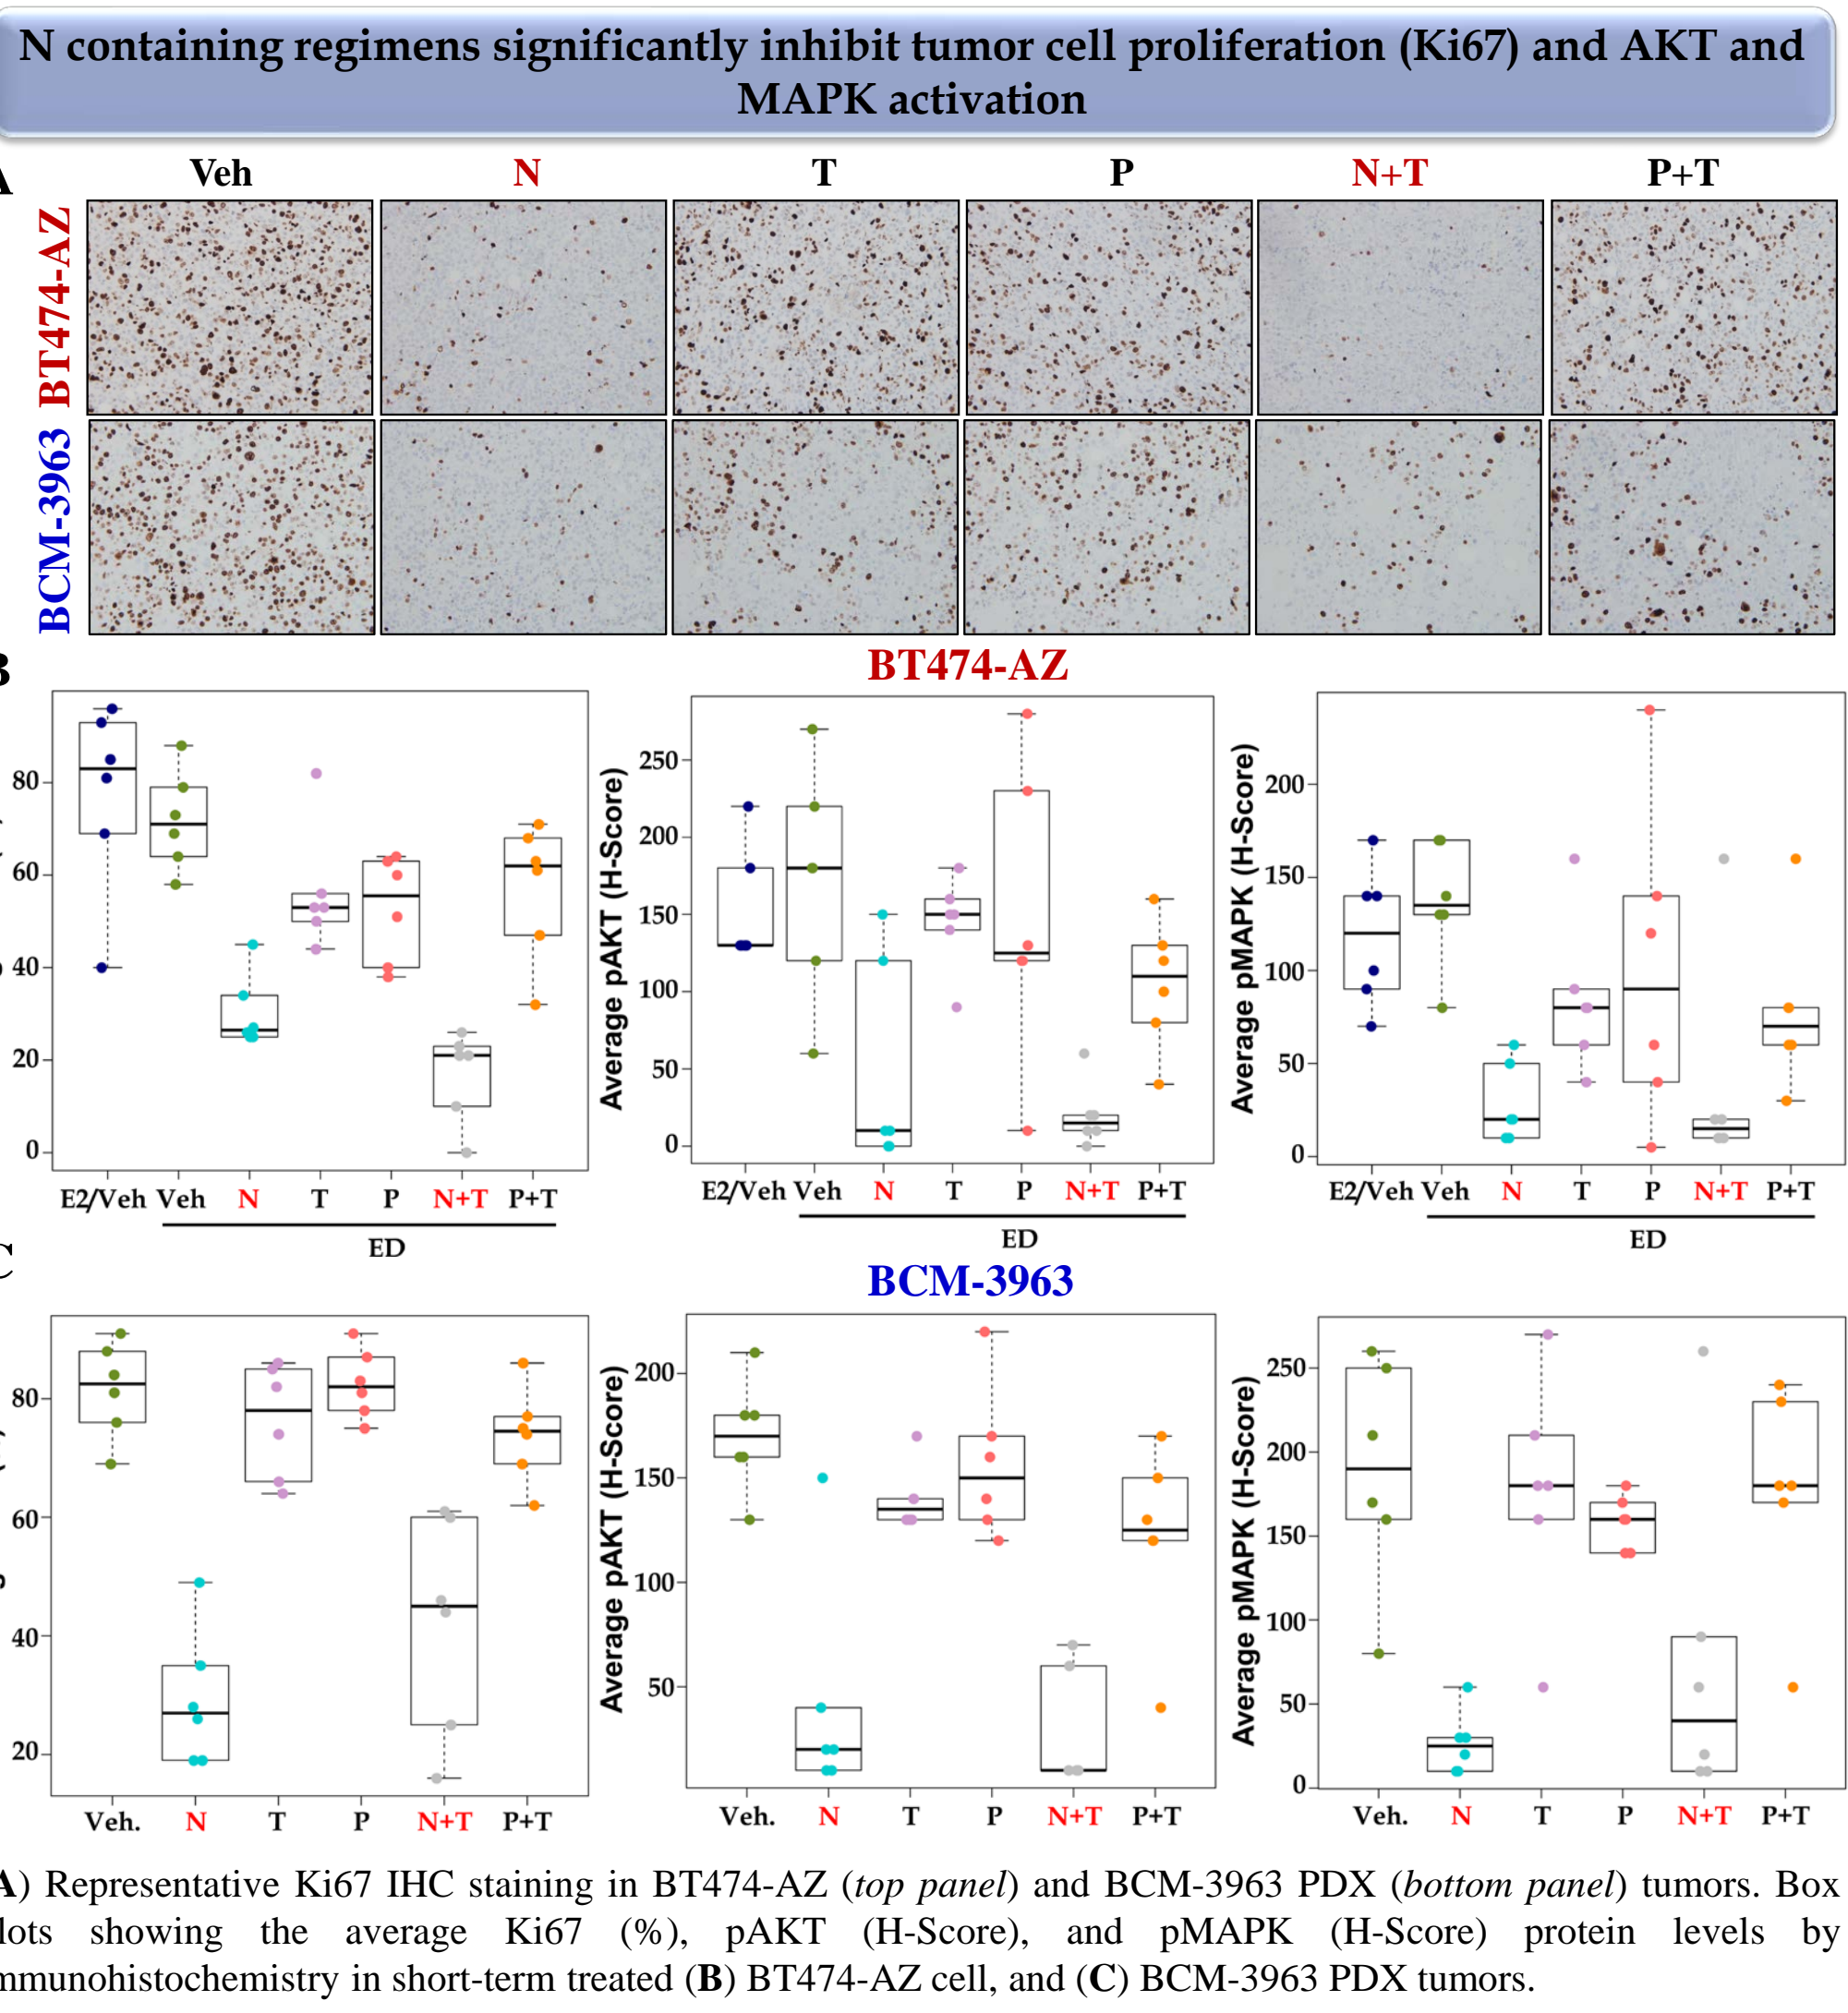 N containing regimens significantly inhibit tumor cell proliferation (Ki67) and AKT and
MAPK activation
Veh N T P N+T P+T
BT474-AZ
BCM-3963
B
BT474-AZ
80
60
40
20
0
E2/Veh Veh N T P N+T P+T
ED
Average pAKT (H-Score)
250
200
150
100
50
0
E2/Veh Veh N T P N+T P+T
ED
Average pMAPK (H-Score)
200
150
100
50
0
E2/Veh Veh N T P N+T P+T
ED
C
BCM-3963
80
60
40
20
Veh. N T P N+T P+T
Average pAKT (H-Score)
200
150
100
50
Veh. N T P N+T P+T
Average pMAPK (H-Score)
250
200
150
100
50
0
Veh. N T P N+T P+T
A) Representative Ki67 IHC staining in BT474-AZ (top panel) and BCM-3963 PDX (bottom panel) tumors. Box
lots showing the average Ki67 (%), pAKT (H-Score), and pMAPK (H-Score) protein levels by
mmunohistochemistry in short-term treated (B) BT474-AZ cell, and (C) BCM-3963 PDX tumors.